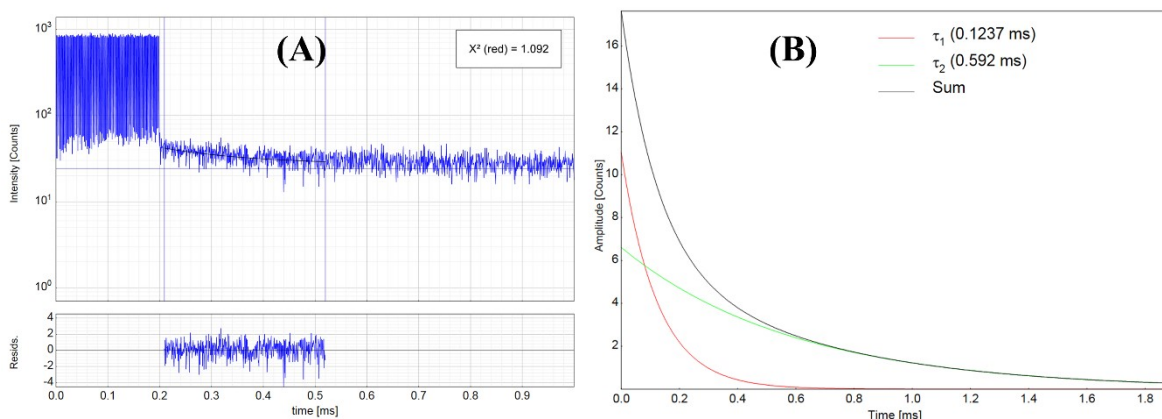 (A)
X² (red) = 1.092
Intensity [Counts]
10³
10²
10¹
10⁰
Resids.
4
2
0
-2
-4
0.0 0.1 0.2 0.3 0.4 0.5 0.6 0.7 0.8 0.9
time [ms]
(B)
τ₁ (0.1237 ms)
τ₂ (0.592 ms)
Sum
Amplitude [Counts]
16
14
12
10
8
6
4
2
0.0 0.2 0.4 0.6 0.8 1.0 1.2 1.4 1.6 1.8
Time [ms]